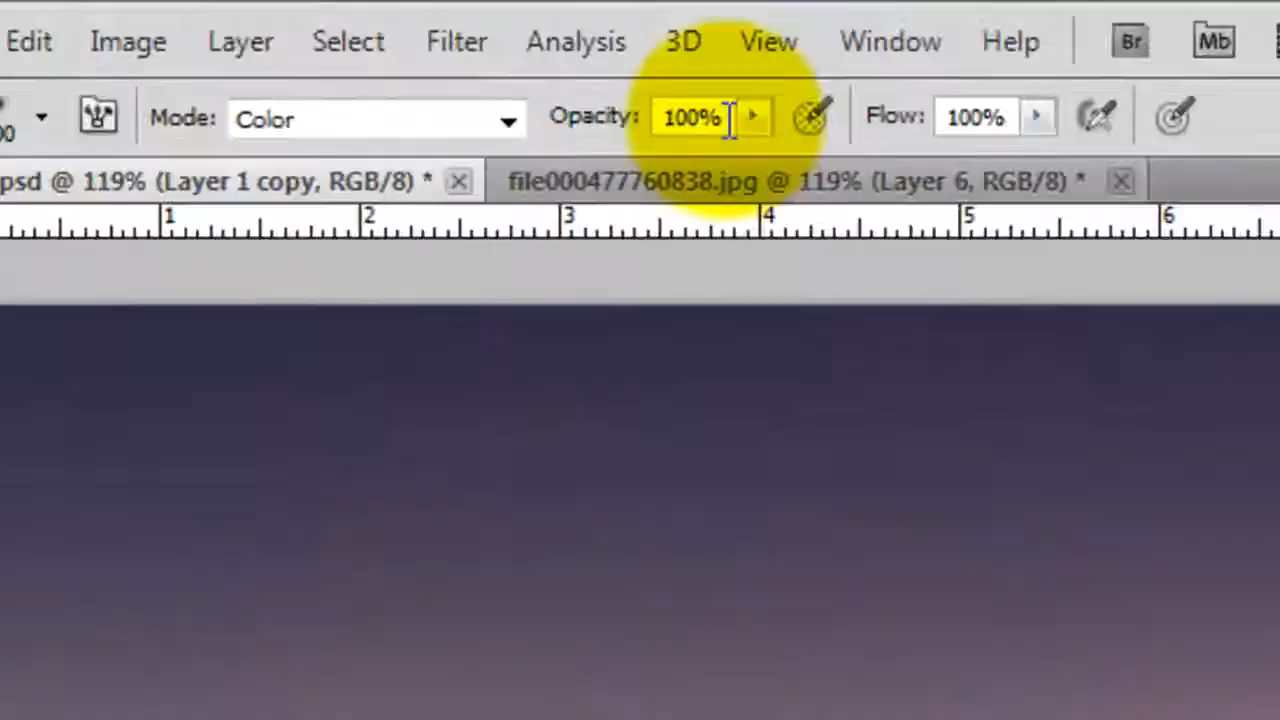 Edit Image Layer Select Filter Analysis 3D View Window Help Br Mb
00 Mode: Color Opacity: 100% Flow: 100%
psd @ 119% (Layer 1 copy, RGB/8) * file000477760838.jpg @ 119% (Layer 6, RGB/8) *
1 2 3 4 5 6